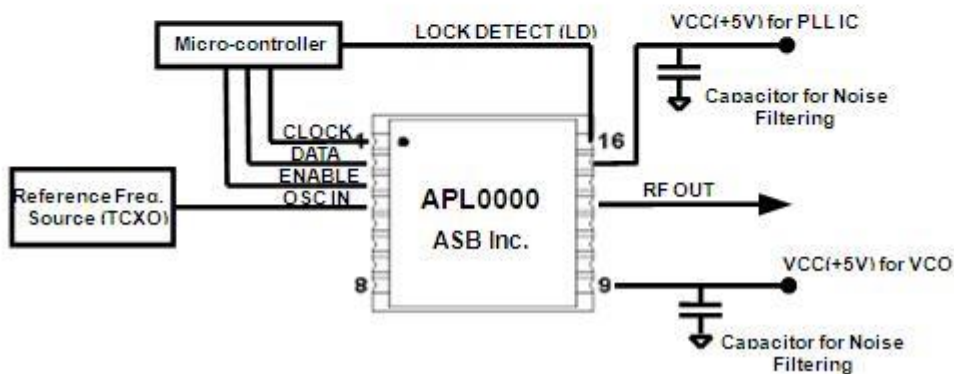 LOCK DETECT (LD)
VCC(+5V) for PLL IC
Micro-controller
Capacitor for Noise
Filtering
CLOCK
1
16
DATA
ENABLE
OSC IN
Reference Freq.
Source (TCXO)
APL0000
ASB Inc.
RF OUT
8
9
VCC(+5V) for VCO
Capacitor for Noise
Filtering